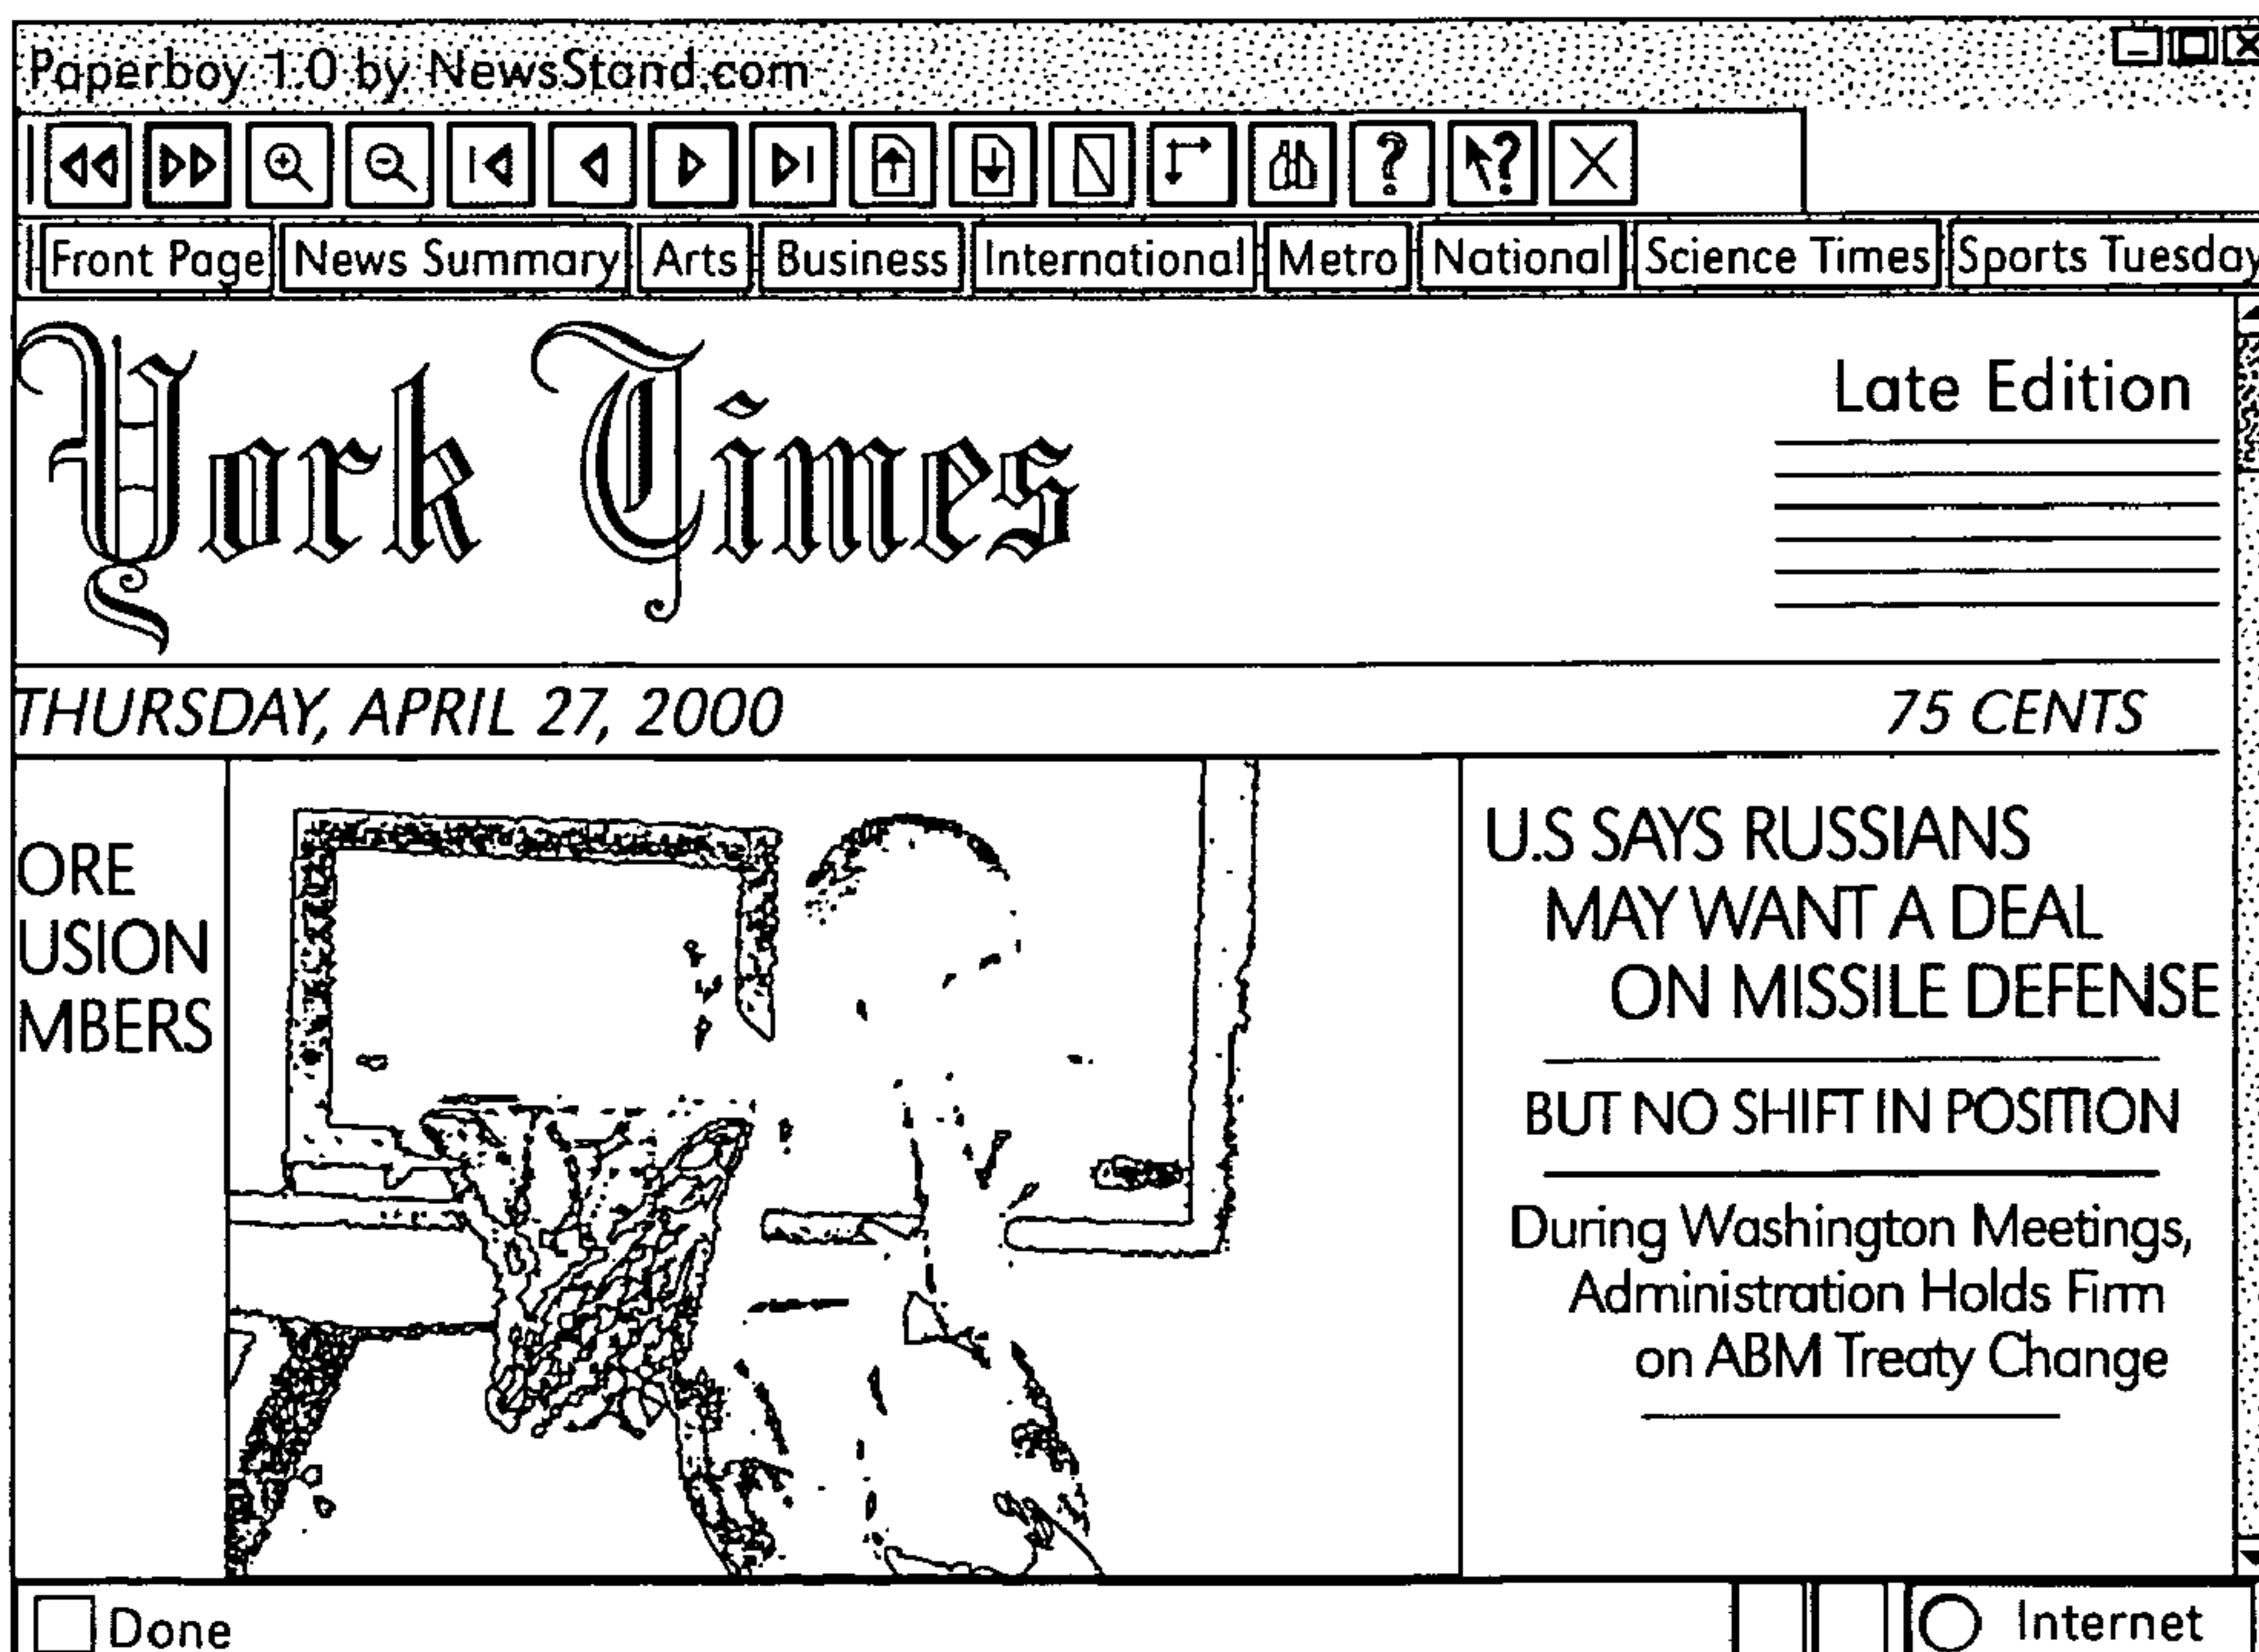 Paperboy 1.0 by NewsStand.com
Front Page News Summary Arts Business International Metro National Science Times Sports Tuesday
York Times
Late Edition
THURSDAY, APRIL 27, 2000 75 CENTS
ORE
USION
MBERS
U.S SAYS RUSSIANS
MAY WANT A DEAL
ON MISSILE DEFENSE
BUT NO SHIFT IN POSITION
During Washington Meetings,
Administration Holds Firm
on ABM Treaty Change
Done
Internet